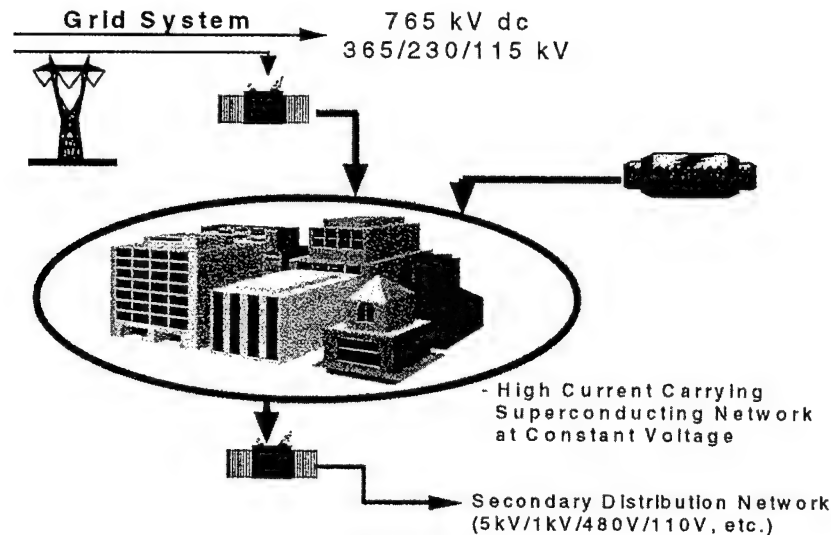 Grid System
765 kV dc
365/230/115 kV
- High Current Carrying
Superconducting Network
at Constant Voltage
Secondary Distribution Network
(5kV/1kV/480V/110V, etc.)